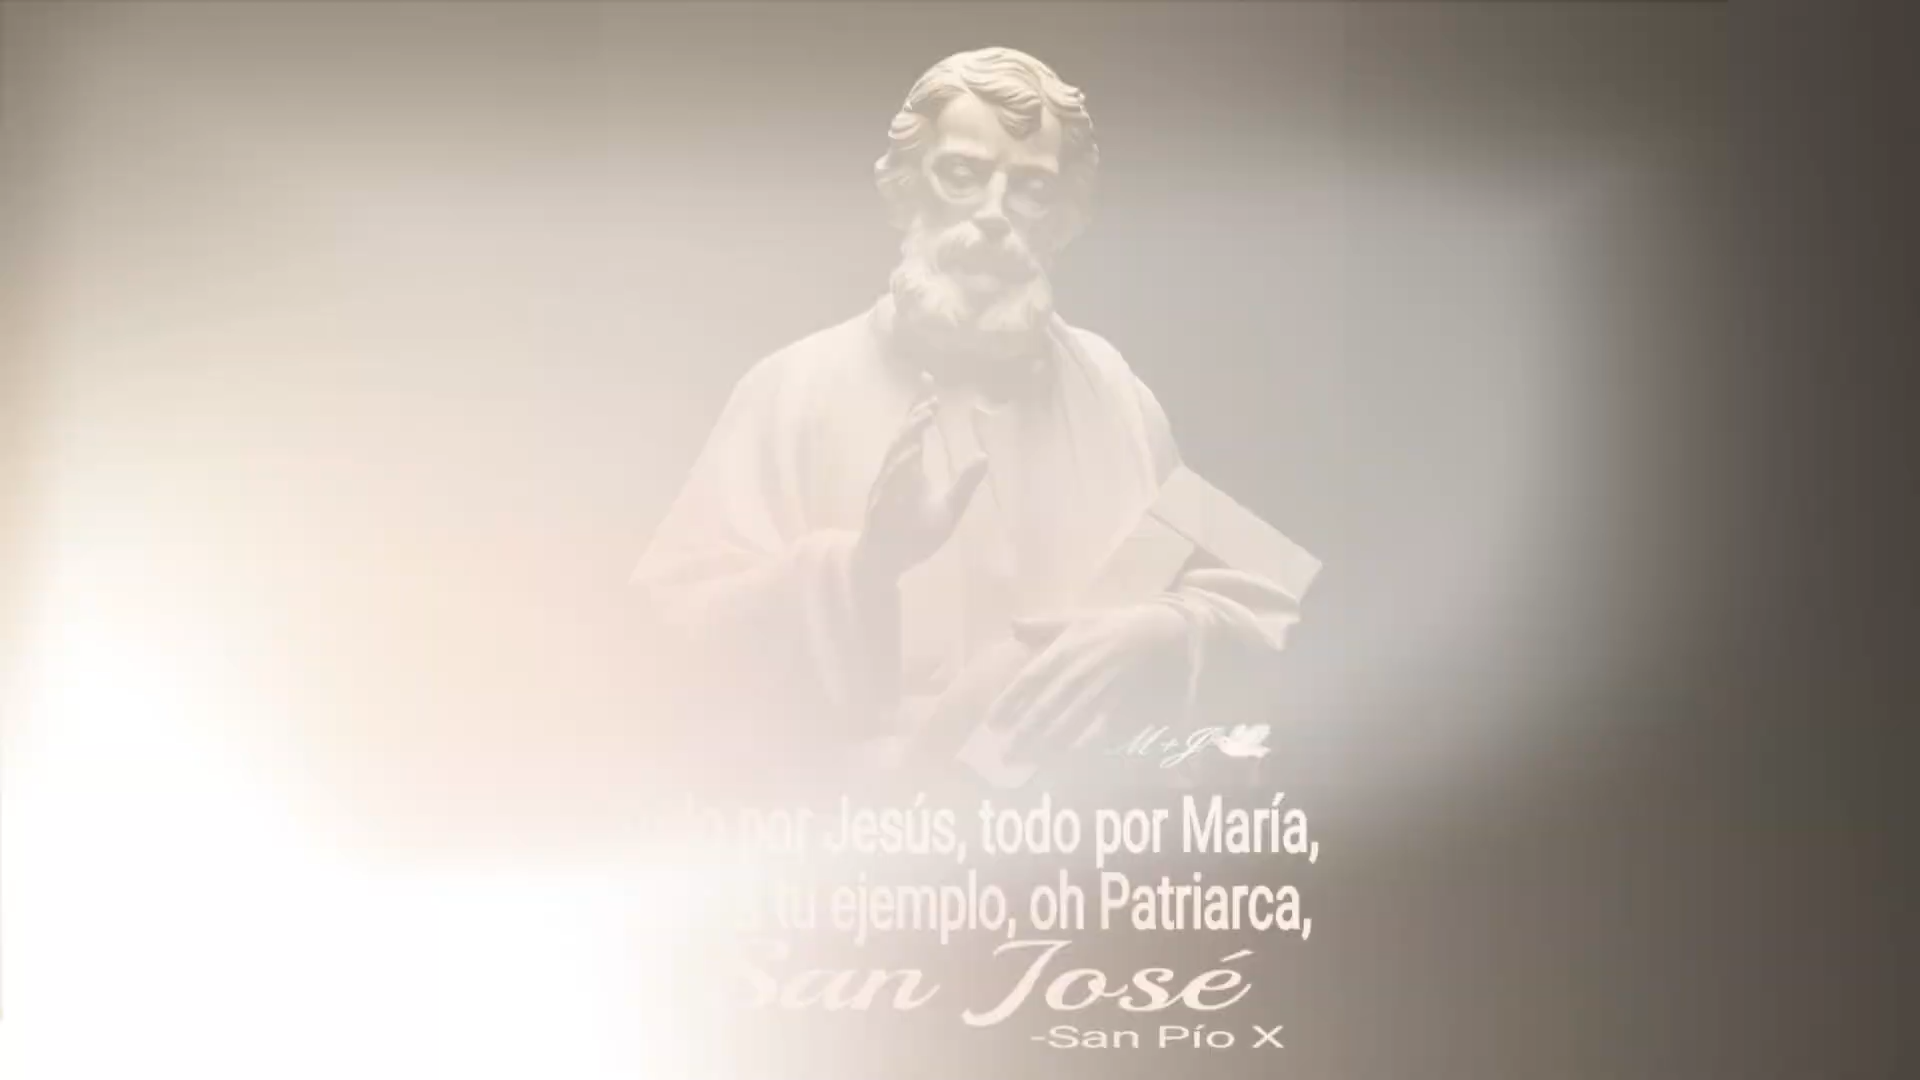 M+J
por Jesús, todo por María,
tu ejemplo, oh Patriarca,
San José
-San Pío X